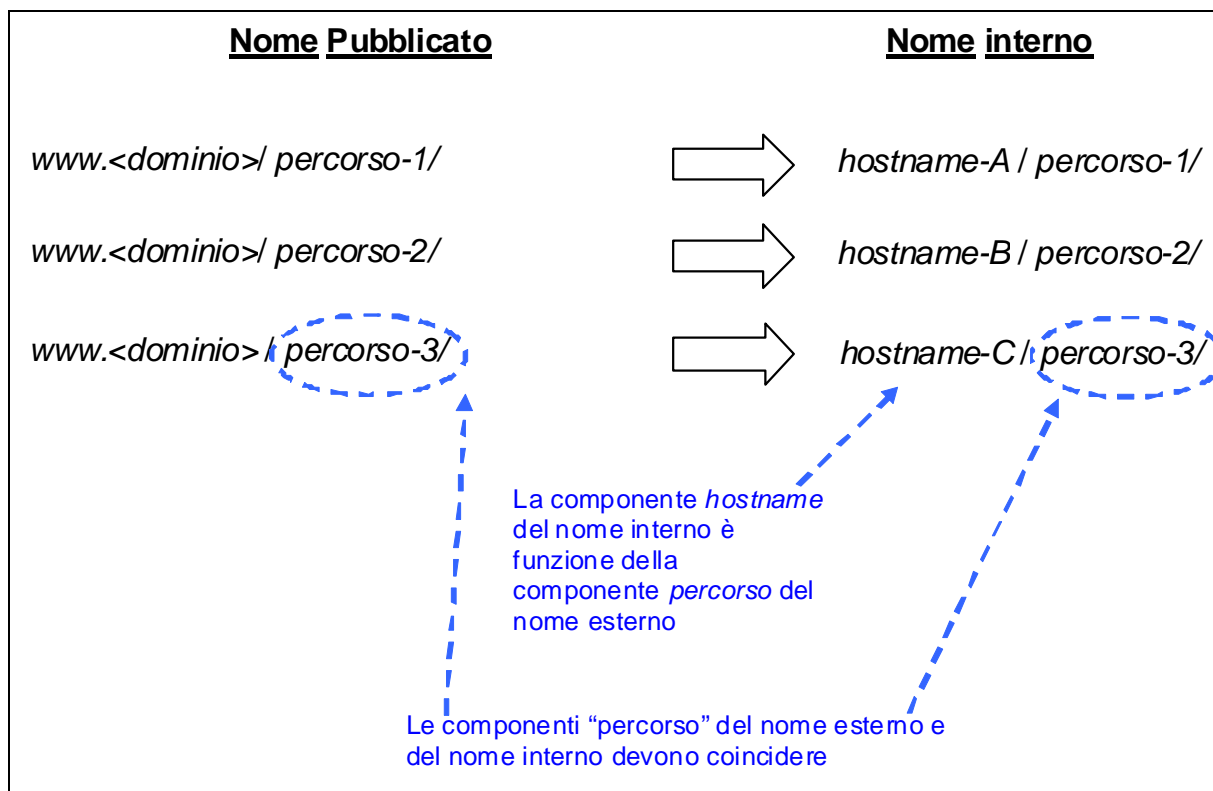 Nome Pubblicato
Nome interno
www.<dominio>/ percorso-1/
hostname-A / percorso-1/
www.<dominio>/ percorso-2/
hostname-B / percorso-2/
www.<dominio> / percorso-3/
hostname-C / percorso-3/
La componente hostname
del nome interno è
funzione della
componente percorso del
nome esterno
Le componenti “percorso” del nome esterno e
del nome interno devono coincidere